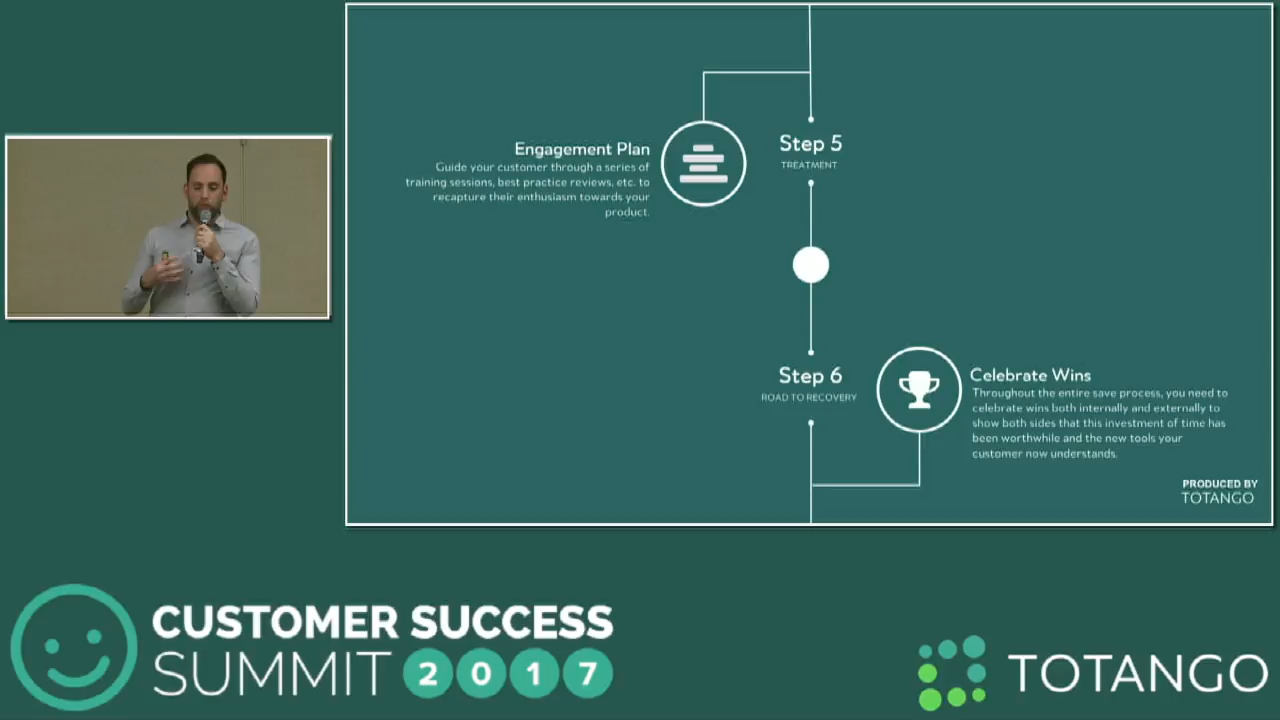 Engagement Plan
Guide your customer through a series of
training sessions, best practice reviews, etc. to
recapture their enthusiasm towards your
product.
Step 5
TREATMENT
Step 6
ROAD TO RECOVERY
Celebrate Wins
Throughout the entire save process, you need to
celebrate wins both internally and externally to
show both sides that this investment of time has
been worthwhile and the new tools your
customer now understands.
PRODUCED BY
TOTANGO
CUSTOMER SUCCESS
SUMMIT 2017
TOTANGO